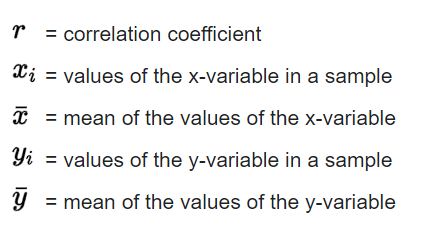 r = correlation coefficient
xᵢ = values of the x-variable in a sample
x̄ = mean of the values of the x-variable
yᵢ = values of the y-variable in a sample
ȳ = mean of the values of the y-variable